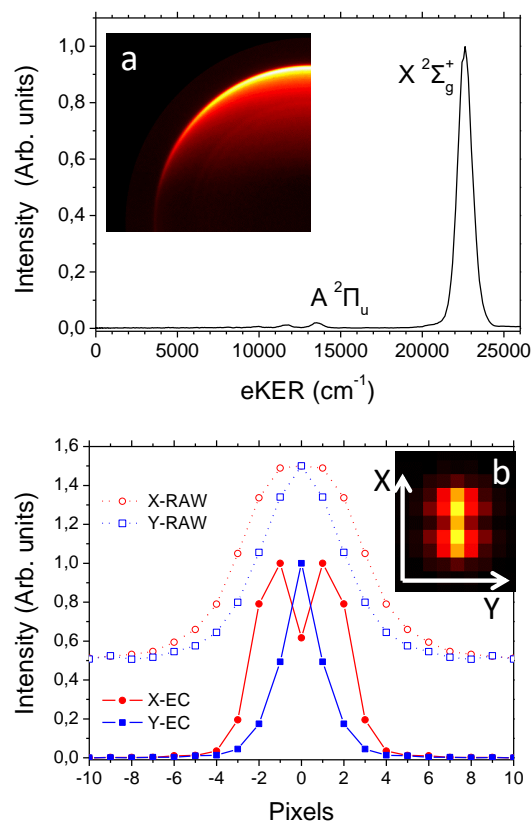 1,0
0,8
0,6
0,4
0,2
0,0
Intensity (Arb. units)
a
X ²Σg⁺
A ²Πu
0 5000 10000 15000 20000 25000
eKER (cm⁻¹)
1,6
1,4
1,2
1,0
0,8
0,6
0,4
0,2
0,0
Intensity (Arb. units)
X-RAW
Y-RAW
X-EC
Y-EC
b
X
Y
-10 -8 -6 -4 -2 0 2 4 6 8 10
Pixels